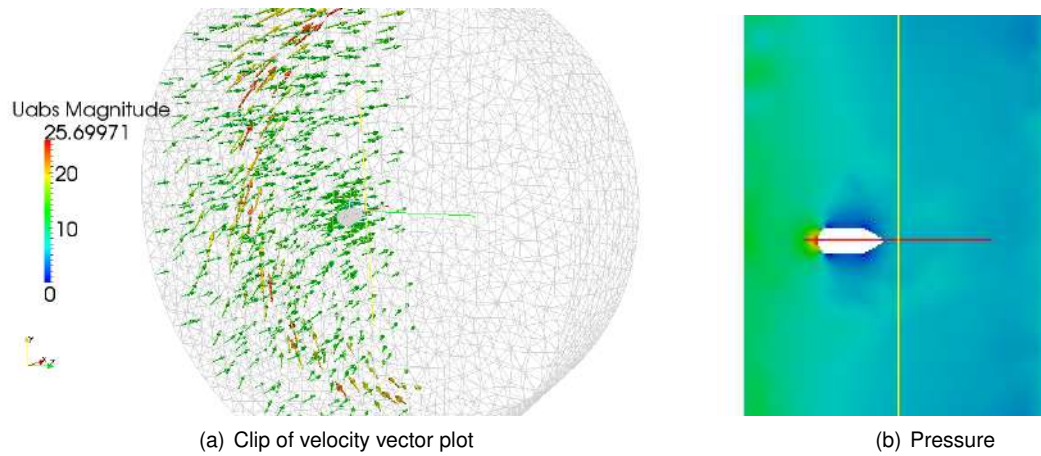 Uabs Magnitude
25.69971
20
10
0
Y
X
Z
(a) Clip of velocity vector plot
(b) Pressure